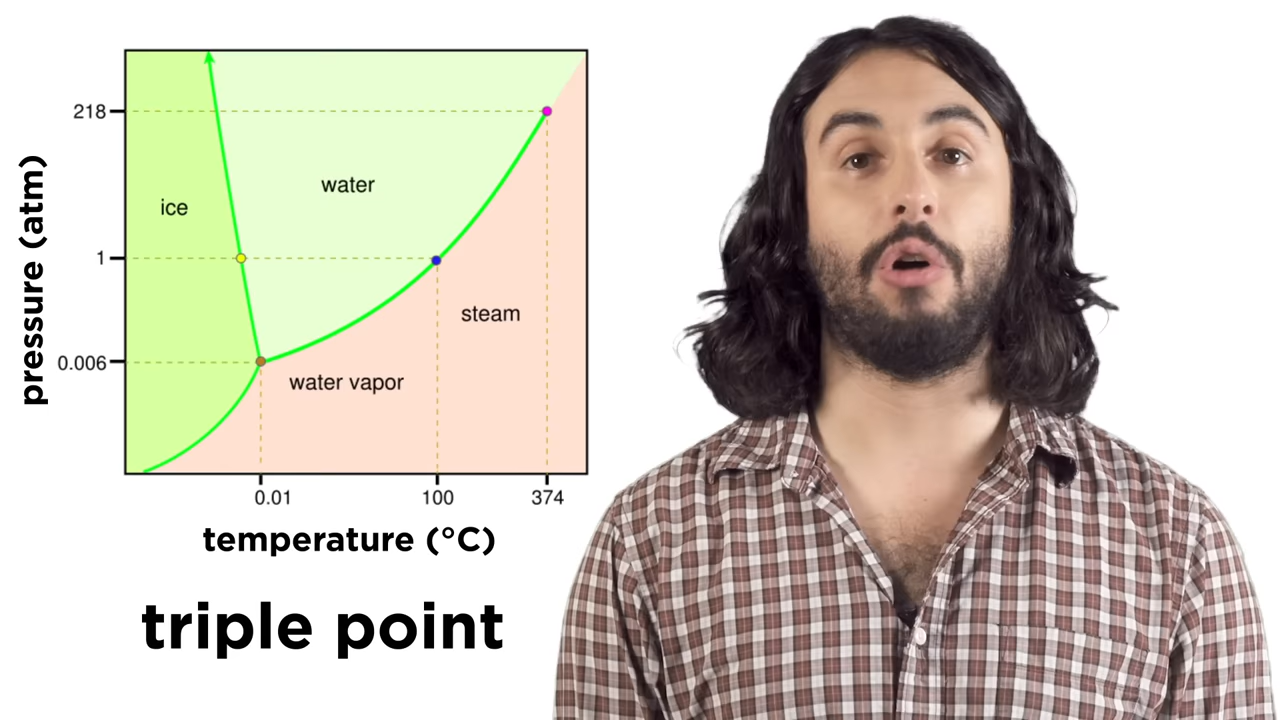 pressure (atm)
218
1
0.006
ice
water
steam
water vapor
0.01
100
374
temperature (°C)
triple point